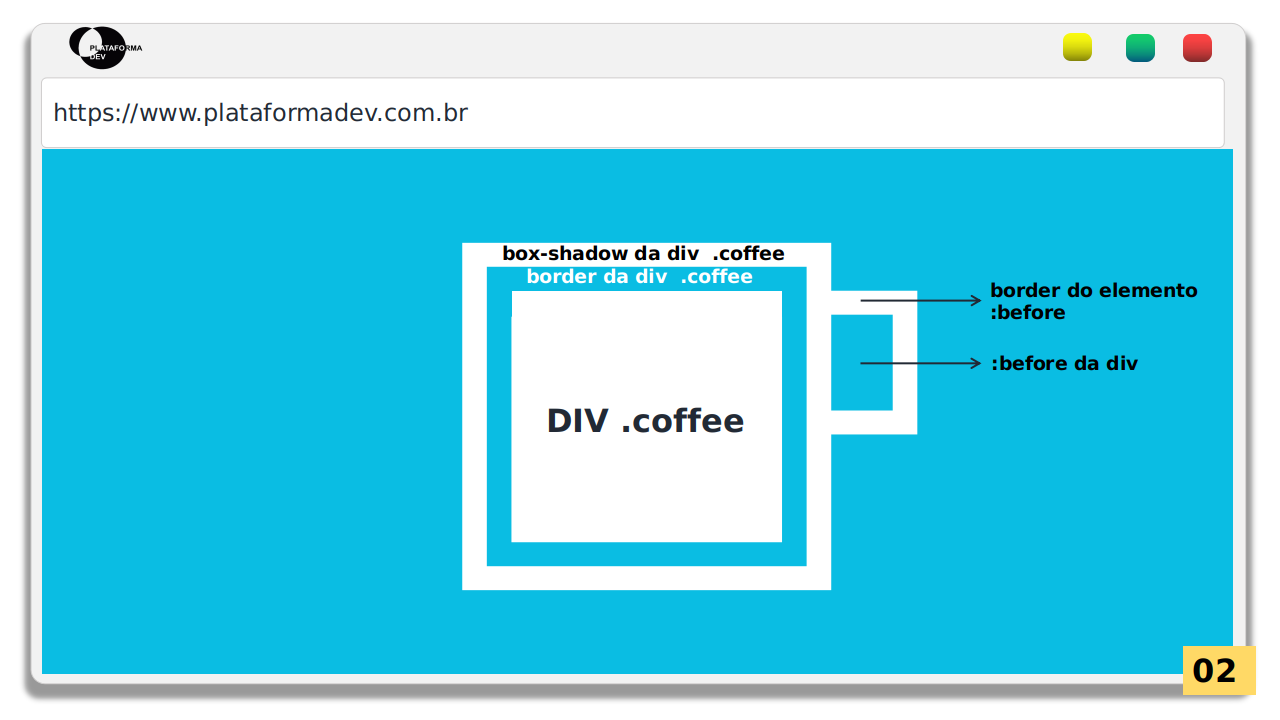 PLATAFORMA
DEV
https://www.plataformadev.com.br
box-shadow da div .coffee
border da div .coffee
border do elemento
:before
:before da div
DIV .coffee
02